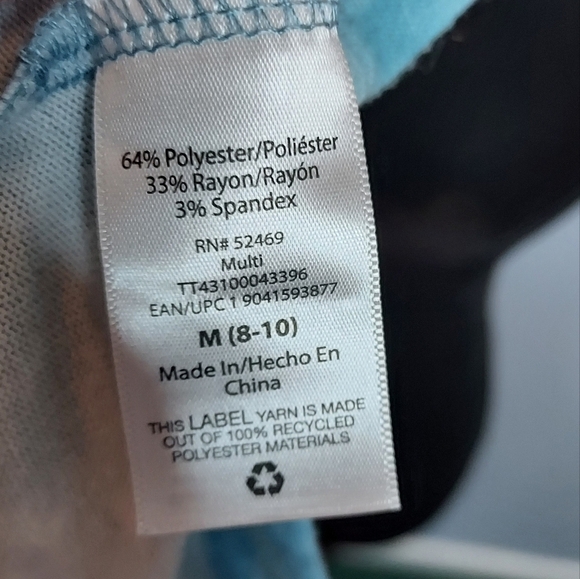 64% Polyester/Poliéster
33% Rayon/Rayón
3% Spandex
RN# 52469
Multi
TT43100043396
EAN/UPC 1 9041593877
M (8-10)
Made In/Hecho En
China
THIS LABEL YARN IS MADE
OUT OF 100% RECYCLED
POLYESTER MATERIALS